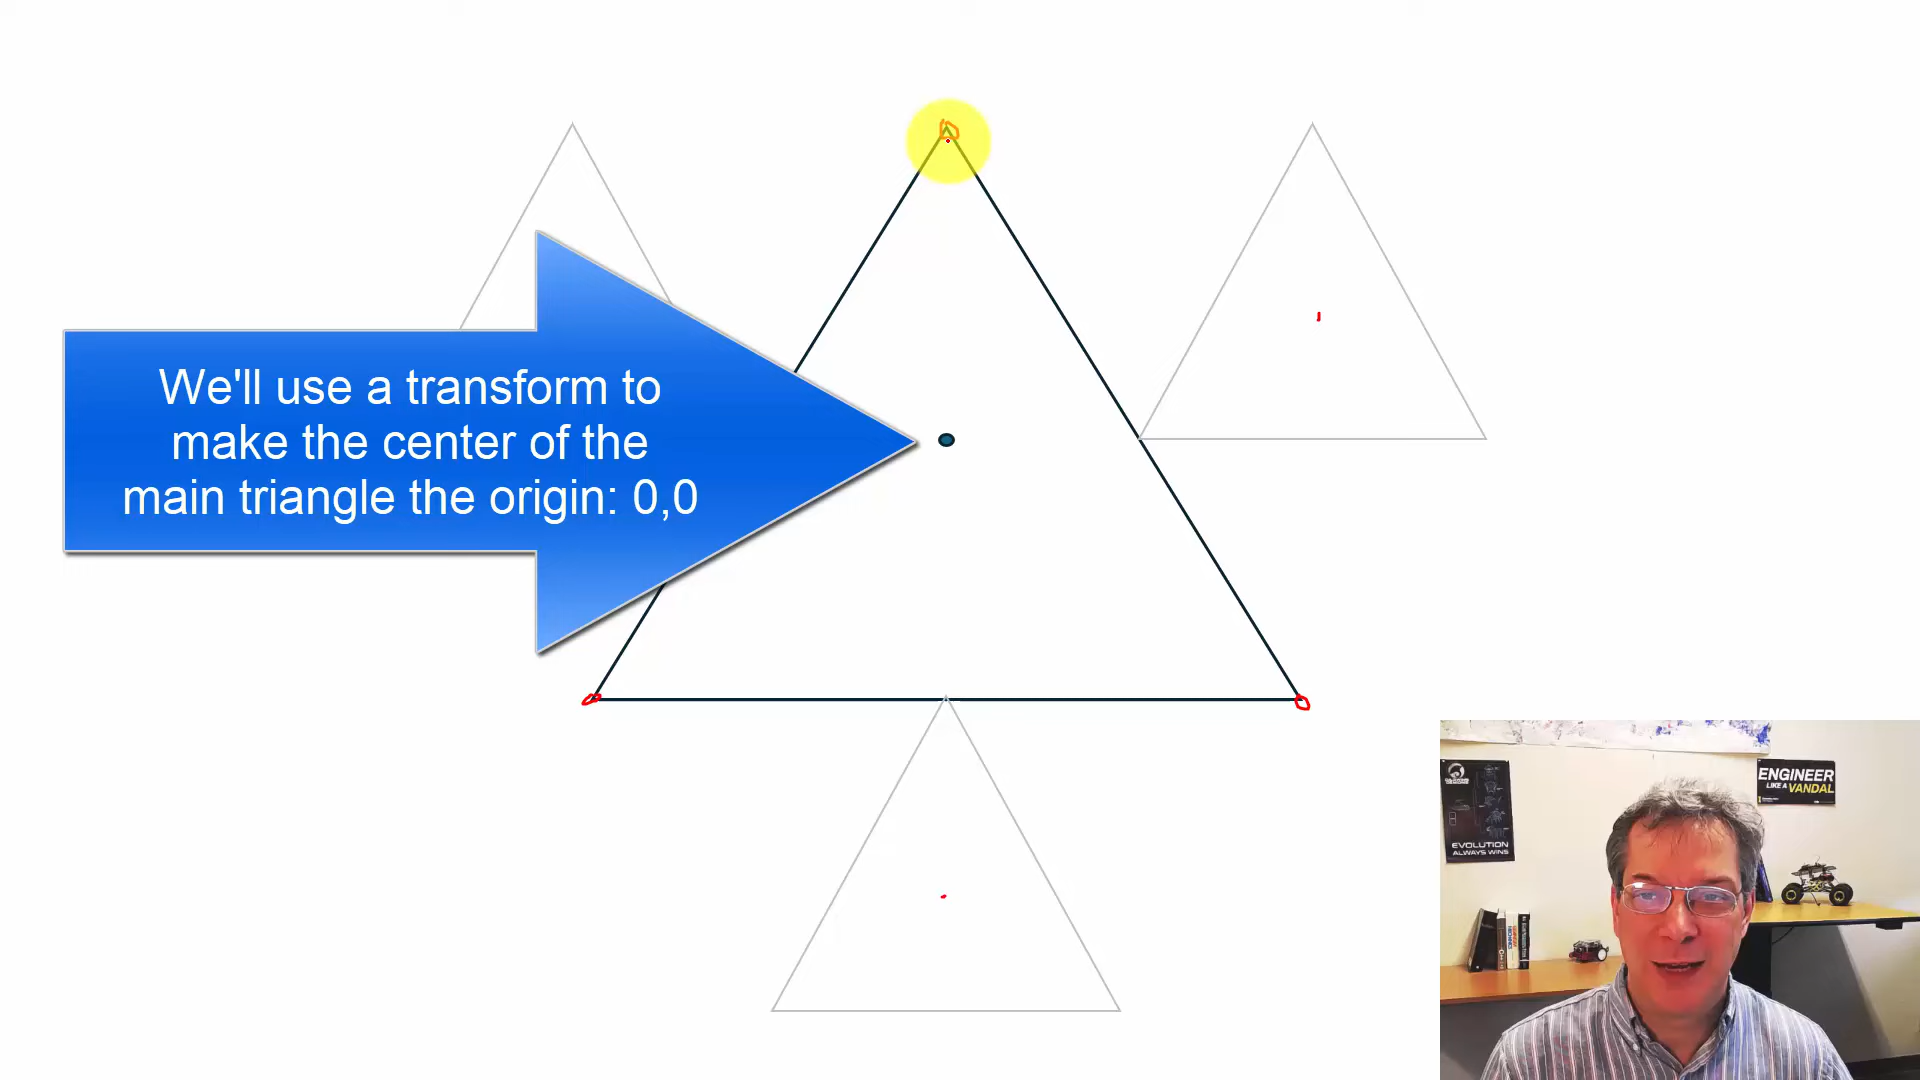 We'll use a transform to
make the center of the
main triangle the origin: 0,0
ENGINEER
LIKE A VANDAL
EVOLUTION
ALWAYS WINS